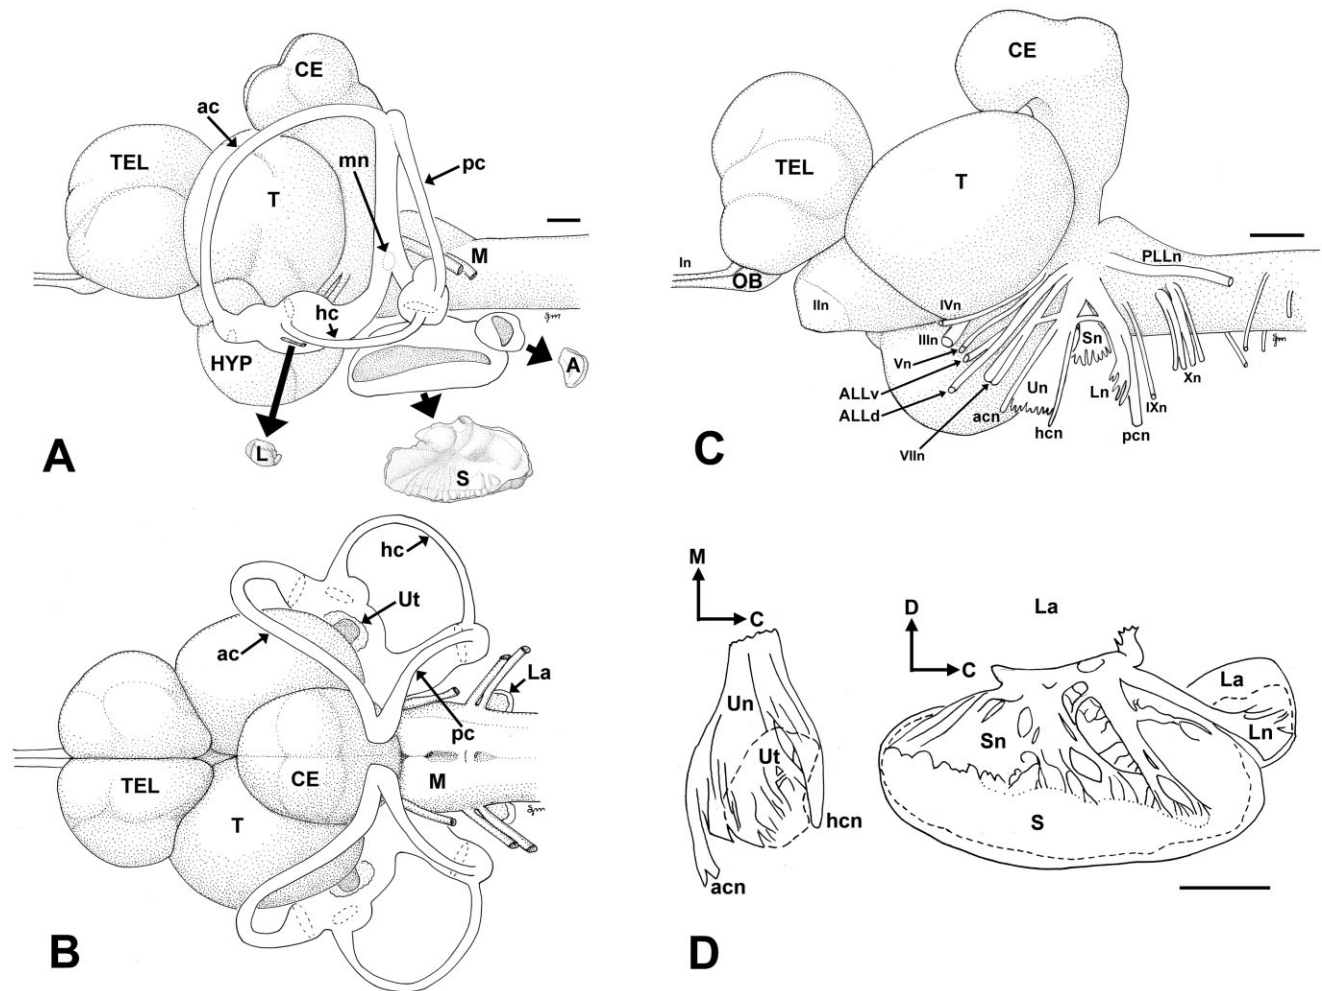 CE
ac
TEL
mn
pc
T
M
hc
HYP
A
L
S
A
CE
TEL
T
In
OB
PLLn
IIn
IVn
IIIn
Vn
Sn
ALLv
Un
Ln
Xn
ALLd
acn
IXn
hcn
pcn
VIIn
C
hc
Ut
ac
La
pc
TEL
CE
M
T
B
M
C
Un
Ut
hcn
acn
D
C
La
La
Sn
Ln
S
D